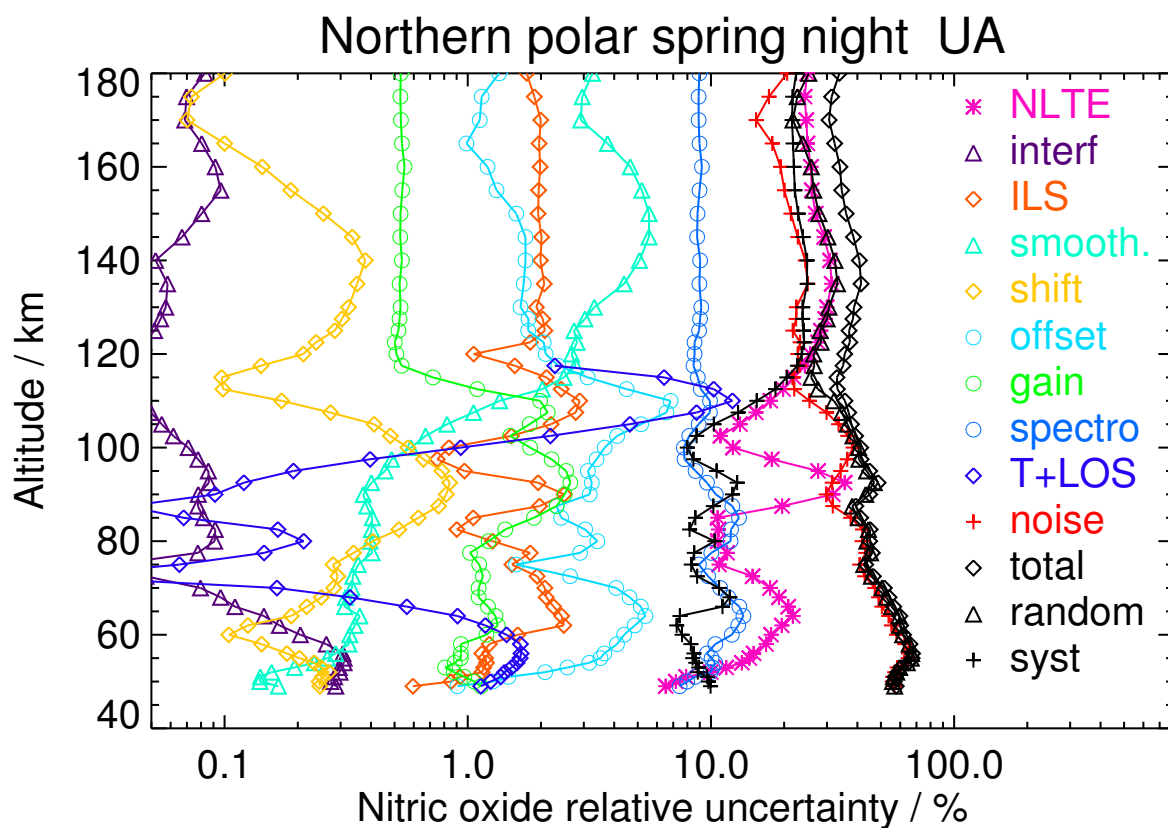 Northern polar spring night UA
180
160
140
120
100
80
60
40
Altitude / km
0.1
1.0
10.0
100.0
Nitric oxide relative uncertainty / %
NLTE
interf
ILS
smooth.
shift
offset
gain
spectro
T+LOS
noise
total
random
syst